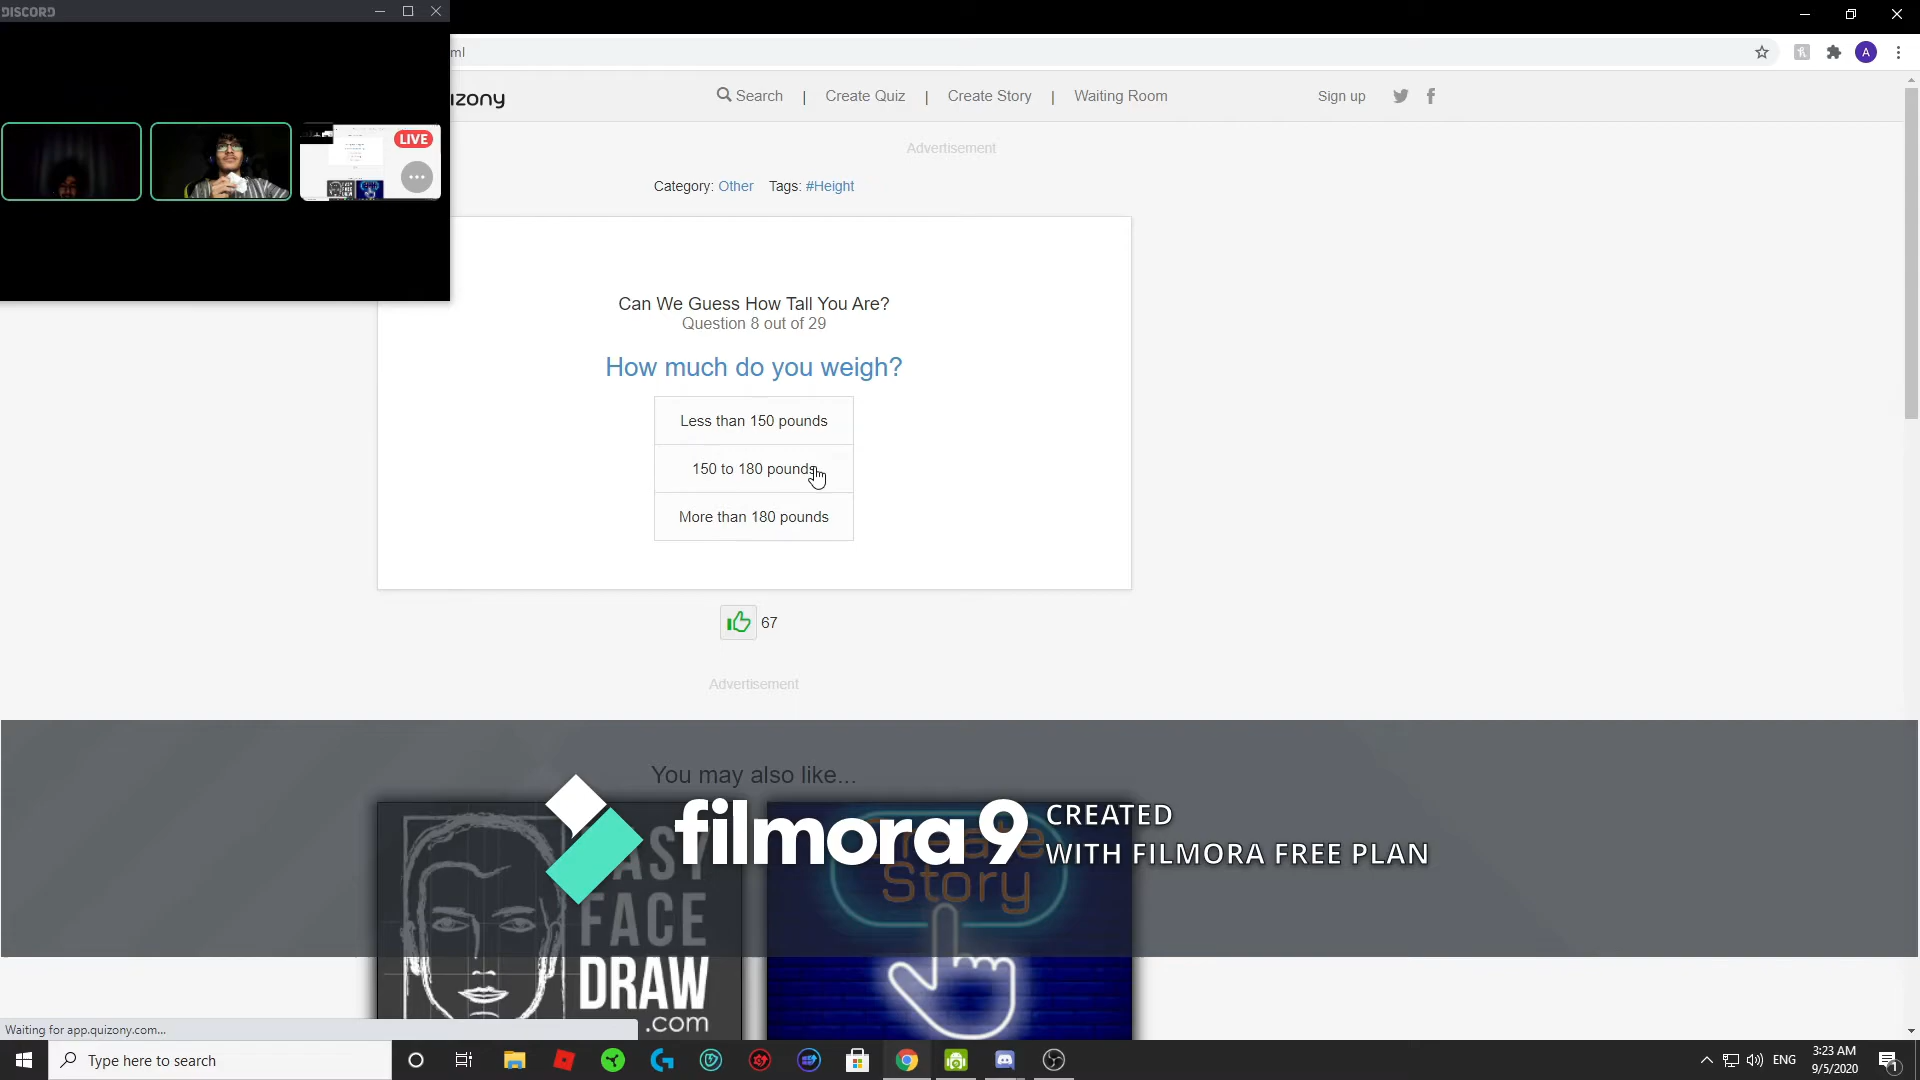 DISCORD
LIVE
ml
izony
Search | Create Quiz | Create Story | Waiting Room
Sign up
Advertisement
Category: Other Tags: #Height
Can We Guess How Tall You Are?
Question 8 out of 29
How much do you weigh?
Less than 150 pounds
150 to 180 pounds
More than 180 pounds
67
Advertisement
You may also like...
filmora9
CREATED
WITH FILMORA FREE PLAN
FACE
DRAW
.com
Create
Story
Waiting for app.quizony.com...
Type here to search
ENG
3:23 AM
9/5/2020
A
1